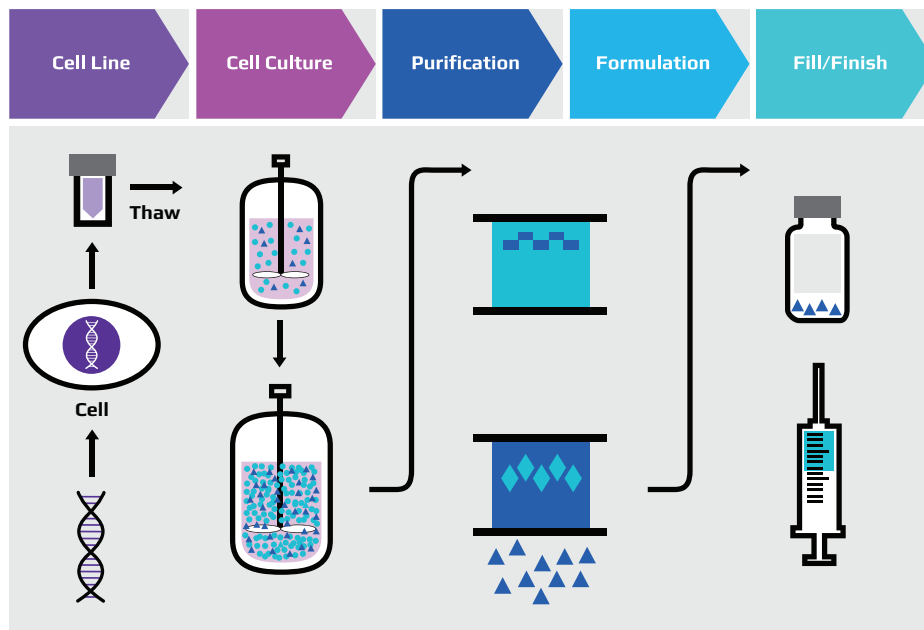 Cell Line
Cell Culture
Purification
Formulation
Fill/Finish
Thaw
Cell